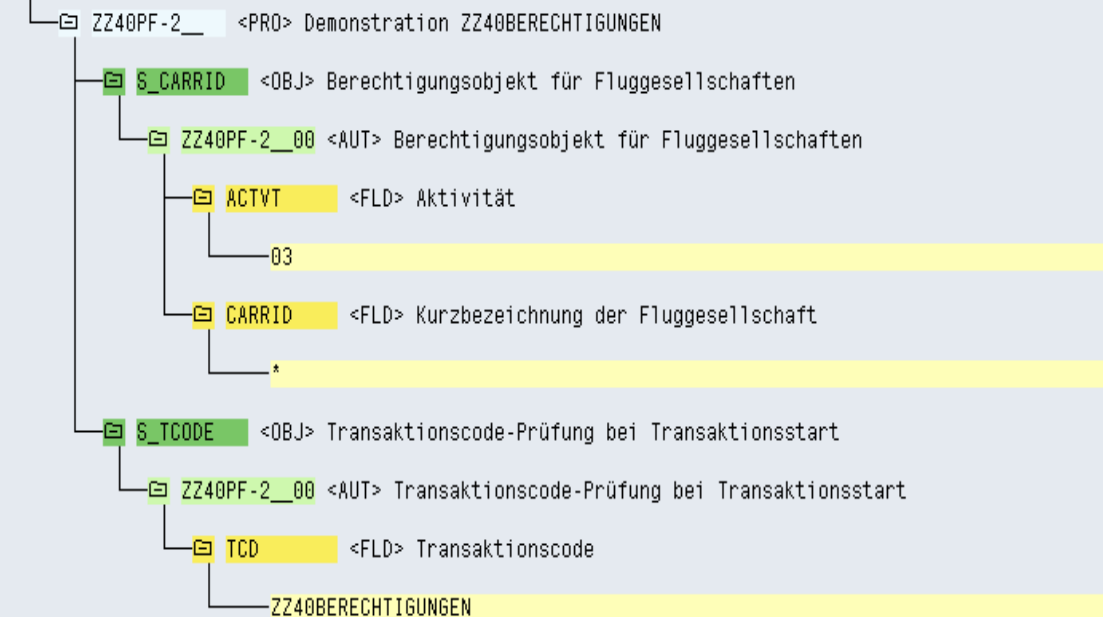 ZZ40PF-2__ <PRO> Demonstration ZZ40BERECHTIGUNGEN
S_CARRID <OBJ> Berechtigungsobjekt für Fluggesellschaften
ZZ40PF-2__00 <AUT> Berechtigungsobjekt für Fluggesellschaften
ACTVT <FLD> Aktivität
03
CARRID <FLD> Kurzbezeichnung der Fluggesellschaft
*
S_TCODE <OBJ> Transaktionscode-Prüfung bei Transaktionsstart
ZZ40PF-2__00 <AUT> Transaktionscode-Prüfung bei Transaktionsstart
TCD <FLD> Transaktionscode
ZZ40BERECHTIGUNGEN